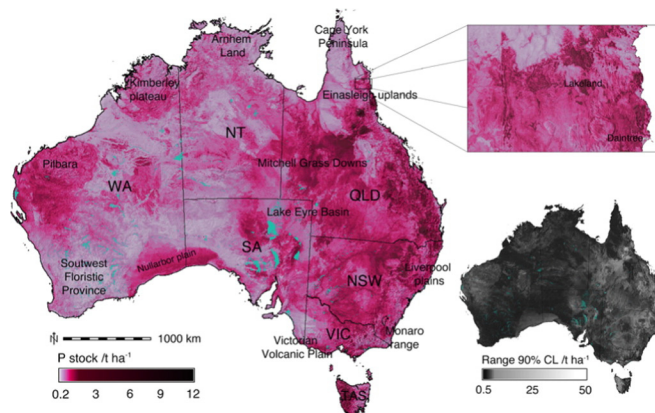 Cape York
Peninsula
Arnhem
Land
Kimberley
plateau
Einasleigh uplands
Lakeland
Daintree
NT
Mitchell Grass Downs
Pilbara
WA
QLD
Lake Eyre Basin
SA
Soutwest
Floristic
Province
Nullarbor plain
NSW
Liverpool
plains
N
1000 km
VIC
Victorian
Volcanic Plain
Monaro
range
P stock /t ha⁻¹
0.2 3 6 9 12
TAS
Range 90% CL /t ha⁻¹
0.5 25 50